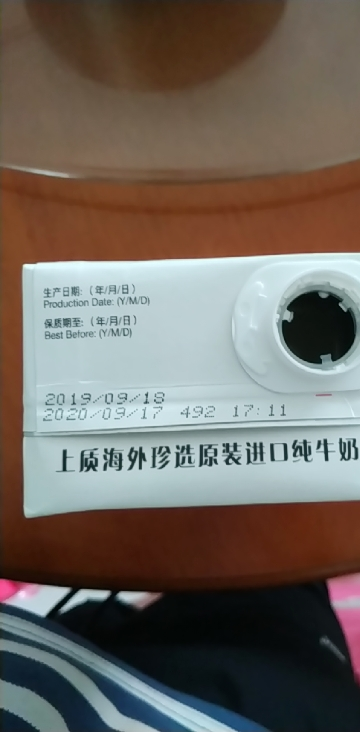 生产日期:（年/月/日）
Production Date: (Y/M/D)
保质期至:（年/月/日）
Best Before: (Y/M/D)
2019/09/18
2020/09/17 492 17:11
上质海外珍选原装进口纯牛奶